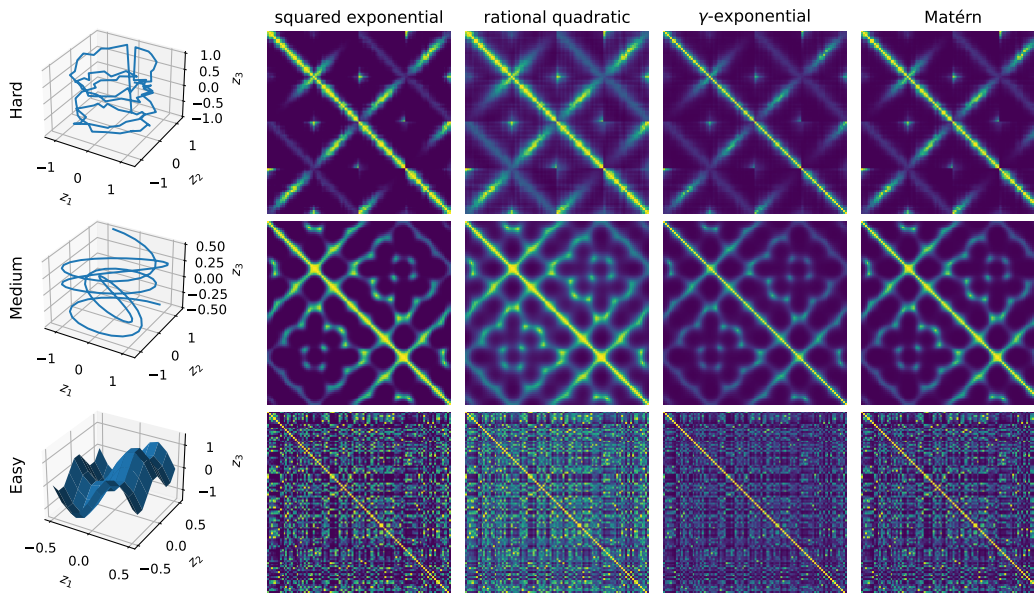 squared exponential rational quadratic γ-exponential Matérn
Hard
1.0
0.5
0.0
−0.5
−1.0
z3
−1 0 1
z1
−1 0 1
z2
Medium
0.50
0.25
0.00
−0.25
−0.50
z3
−1 0 1
z1
−1 0 1
z2
Easy
1
0
−1
z3
−0.5 0.0 0.5
z1
−0.5 0.0 0.5
z2